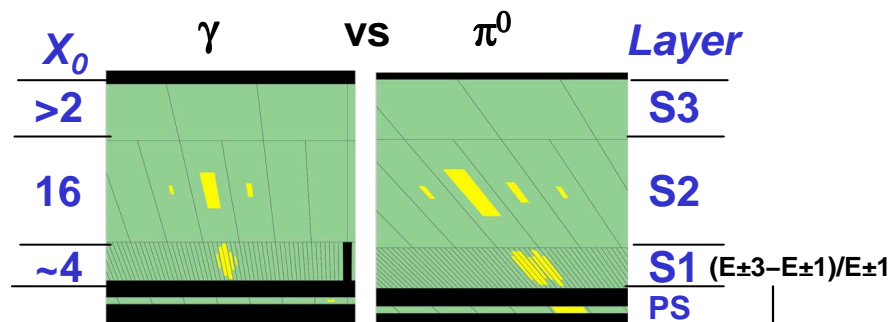 γ vs π⁰
X₀ Layer
>2 S3
16 S2
~4 S1 (E±3–E±1)/E±1
PS